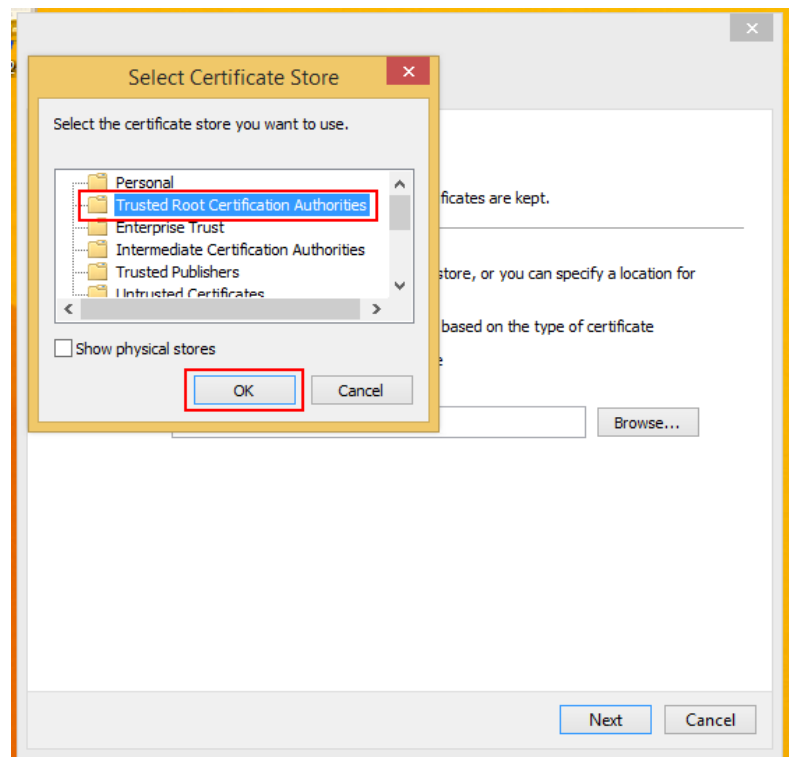 Select Certificate Store
Select the certificate store you want to use.
Personal
Trusted Root Certification Authorities
Enterprise Trust
Intermediate Certification Authorities
Trusted Publishers
Untrusted Certificates
Show physical stores
OK
Cancel
ficates are kept.
store, or you can specify a location for
based on the type of certificate
Browse...
Next
Cancel